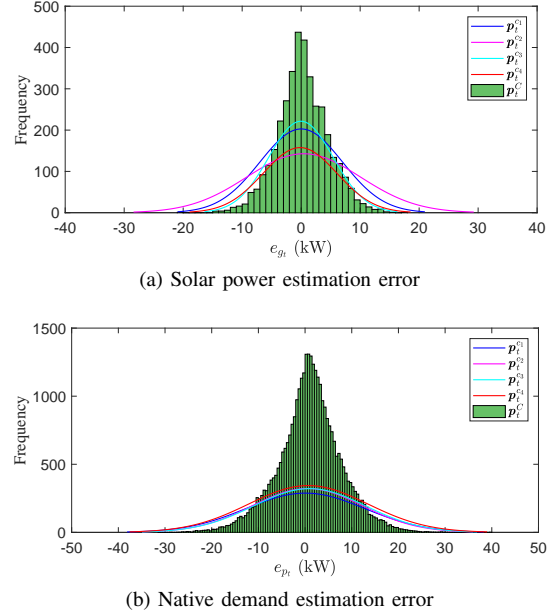 500
400
300
200
100
0
Frequency
-40 -30 -20 -10 0 10 20 30 40
e_{g_t} (kW)
p_t^{c_1}
p_t^{c_2}
p_t^{c_3}
p_t^{c_4}
p_t^C
(a) Solar power estimation error
1500
1000
500
0
Frequency
-50 -40 -30 -20 -10 0 10 20 30 40 50
e_{p_t} (kW)
p_t^{c_1}
p_t^{c_2}
p_t^{c_3}
p_t^{c_4}
p_t^C
(b) Native demand estimation error